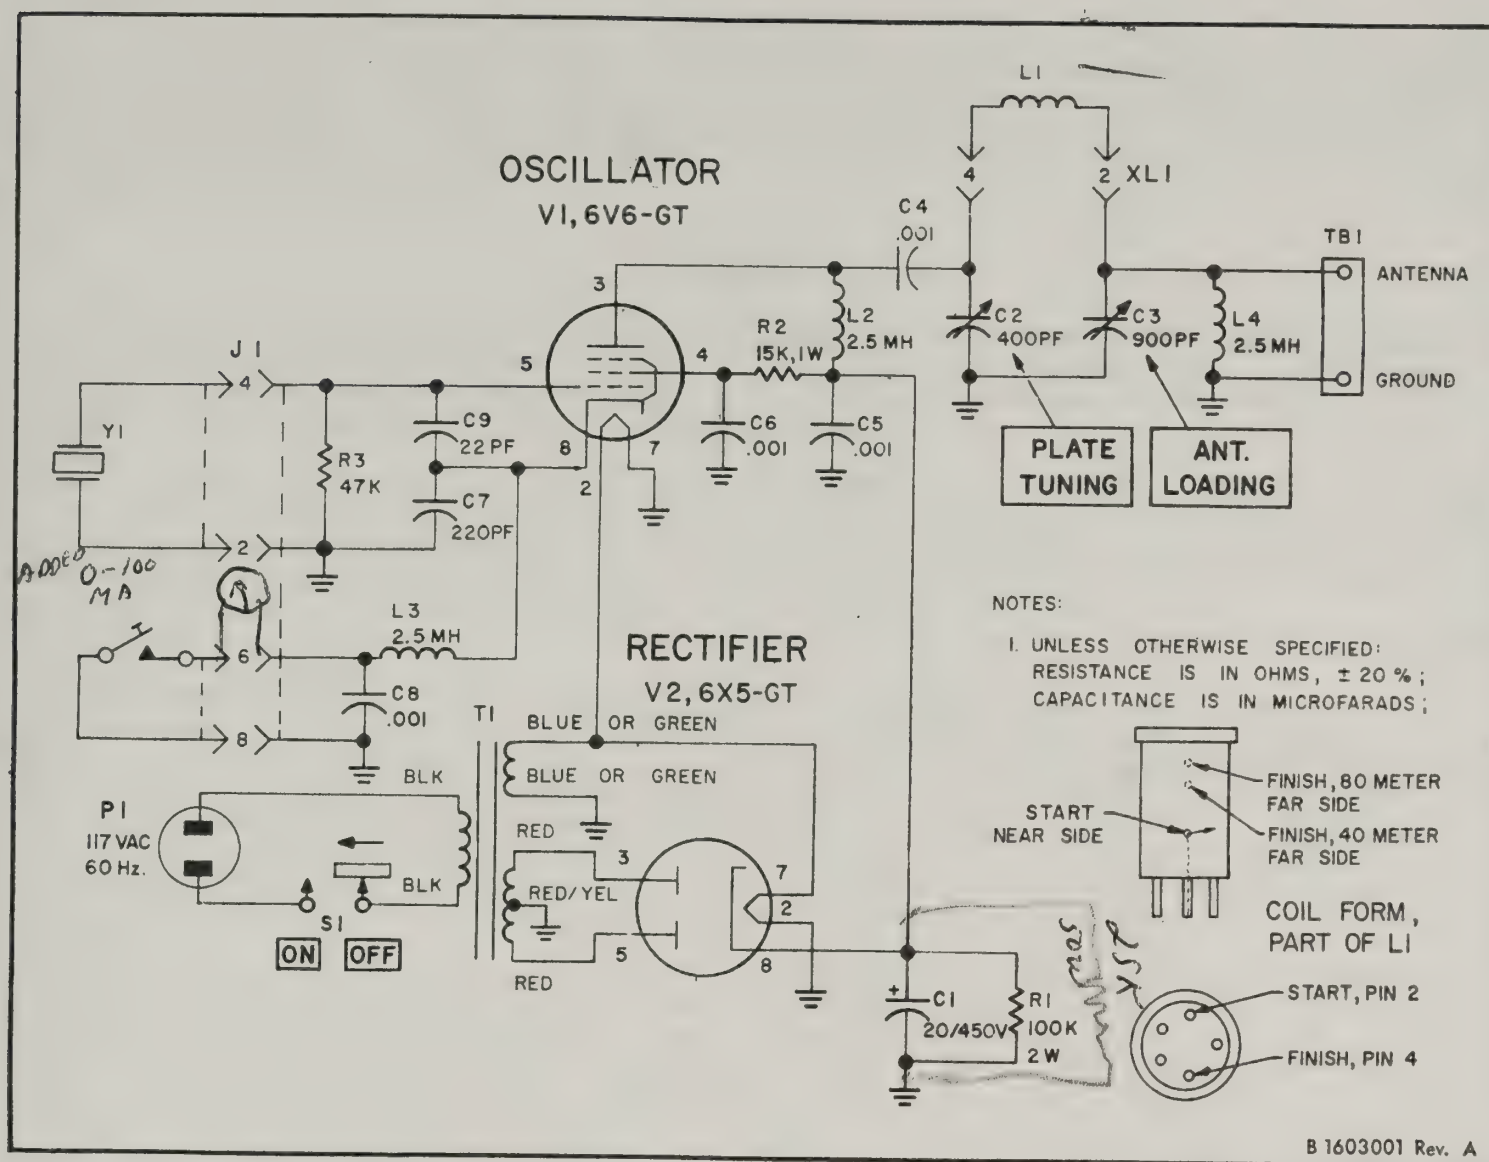 L1
4
2
XL1
OSCILLATOR
V1, 6V6-GT
C4
.001
TB1
ANTENNA
GROUND
3
5
4
8
2
7
R2
15K, 1W
L2
2.5 MH
C2
400PF
C3
900PF
L4
2.5 MH
C6
.001
C5
.001
PLATE
TUNING
ANT.
LOADING
J1
4
Y1
R3
47K
C9
22 PF
C7
220PF
2
ADDED 0-100
MA
6
8
L3
2.5 MH
C8
.001
RECTIFIER
V2, 6X5-GT
T1
BLUE OR GREEN
BLUE OR GREEN
BLK
BLK
P1
117 VAC
60 Hz.
S1
ON
OFF
RED
RED/YEL
RED
3
5
7
2
8
+
C1
20/450V
R1
100K
2W
NOTES:
1. UNLESS OTHERWISE SPECIFIED:
RESISTANCE IS IN OHMS, ± 20 %;
CAPACITANCE IS IN MICROFARADS;
START
NEAR SIDE
FINISH, 80 METER
FAR SIDE
FINISH, 40 METER
FAR SIDE
COIL FORM,
PART OF L1
START, PIN 2
FINISH, PIN 4
B 1603001 Rev. A